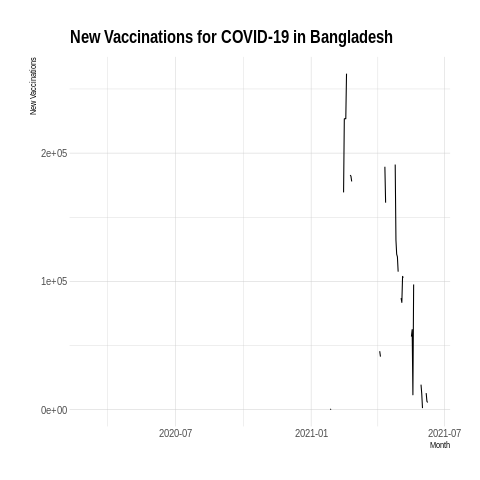 New Vaccinations for COVID-19 in Bangladesh
New Vaccinations
2e+05
1e+05
0e+00
2020-07
2021-01
2021-07
Month